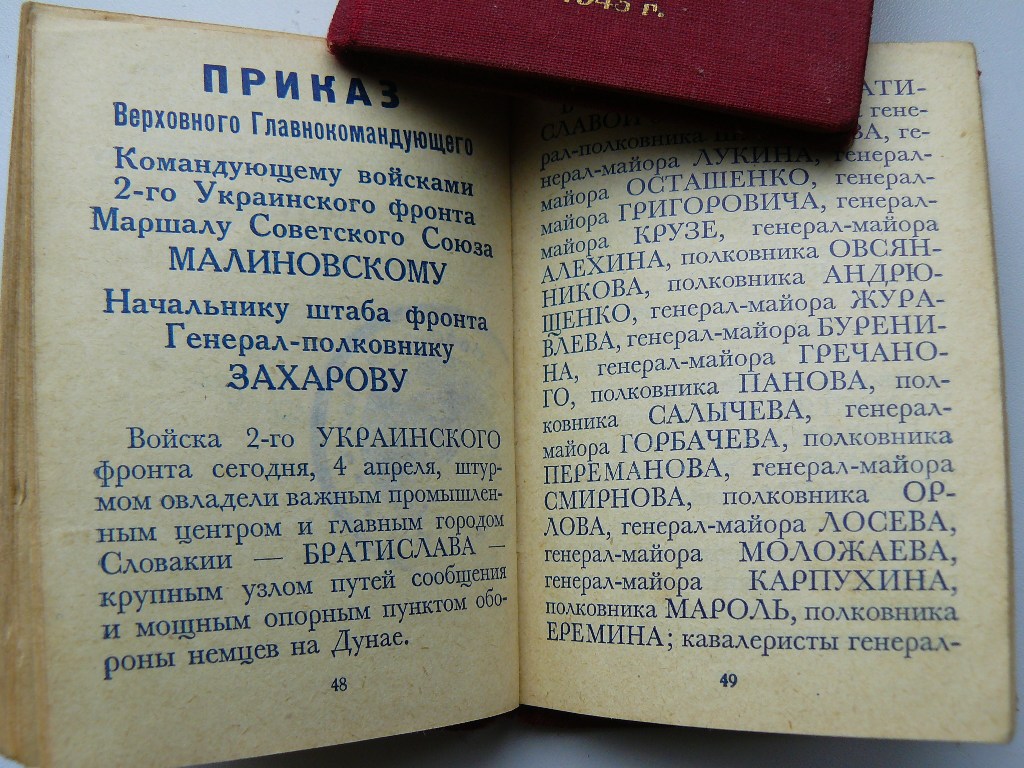 1945 г.
ПРИКАЗ
Верховного Главнокомандующего
Командующему войсками
2-го Украинского фронта
Маршалу Советского Союза
МАЛИНОВСКОМУ
Начальнику штаба фронта
Генерал-полковнику
ЗАХАРОВУ
Войска 2-го УКРАИНСКОГО
фронта сегодня, 4 апреля, штур-
мом овладели важным промышлен-
ным центром и главным городом
Словакии — БРАТИСЛАВА —
крупным узлом путей сообщения
и мощным опорным пунктом обо-
роны немцев на Дунае.
48
АТИ-
СЛАВОЙ генe-
рал-полковника ВА, ге-
нерал-майора ЛУКИНА, генерал-
майора ОСТАШЕНКО, генерал-
майора ГРИГОРОВИЧА, генерал-
майора КРУЗЕ, генерал-майора
АЛЕХИНА, полковника ОВСЯН-
НИКОВА, полковника АНДРЮ-
ЩЕНКО, генерал-майора ЖУРА-
ВЛЕВА, генерал-майора БУРЕНИ-
НА, генерал-майора ГРЕЧАНО-
ГО, полковника ПАНОВА, пол-
ковника САЛЫЧЕВА, генерал-
майора ГОРБАЧЕВА, полковника
ПЕРЕМАНОВА, генерал-майора
СМИРНОВА, полковника ОР-
ЛОВА, генерал-майора ЛОСЕВА,
генерал-майора МОЛОЖАЕВА,
генерал-майора КАРПУХИНА,
полковника МАРОЛЬ, полковника
ЕРЕМИНА; кавалеристы генерал-
49